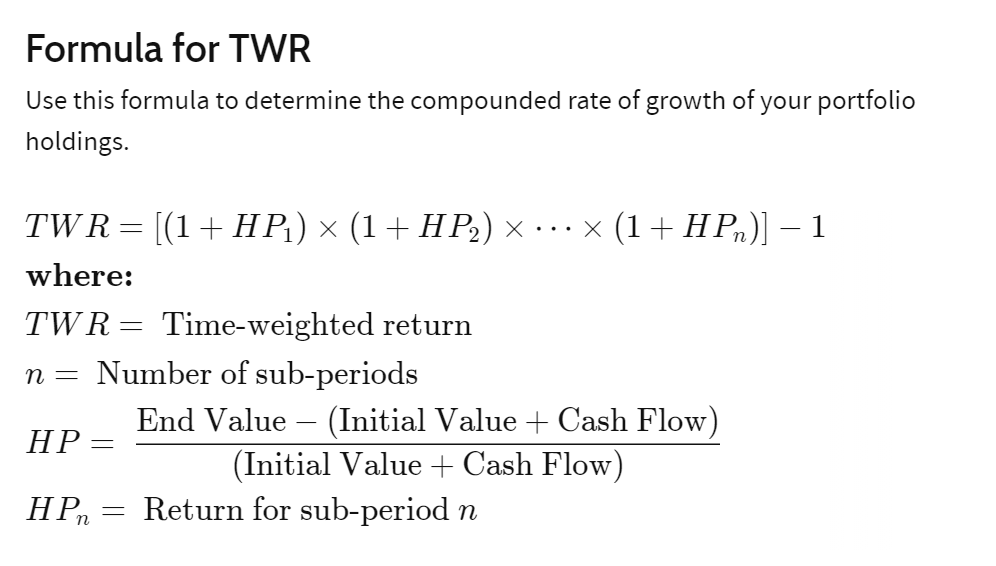 Formula for TWR
Use this formula to determine the compounded rate of growth of your portfolio
holdings.
TWR = [(1 + HP₁) × (1 + HP₂) × ⋯ × (1 + HPₙ)] − 1
where:
TWR = Time-weighted return
n = Number of sub-periods
HP = End Value − (Initial Value + Cash Flow)
(Initial Value + Cash Flow)
HPₙ = Return for sub-period n